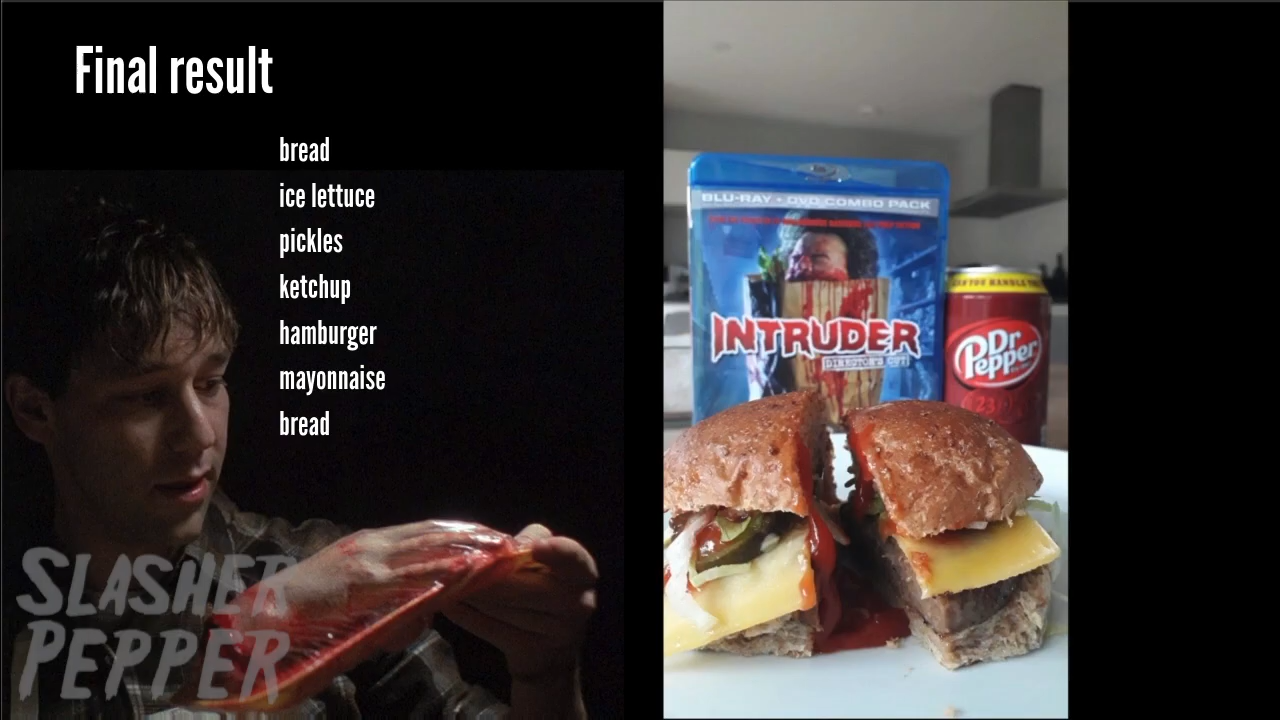 Final result
bread
ice lettuce
pickles
ketchup
hamburger
mayonnaise
bread
SLASHER
PEPPER
BLU-RAY + DVD COMBO PACK
INTRUDER
DIRECTOR'S CUT
Dr
Pepper
23